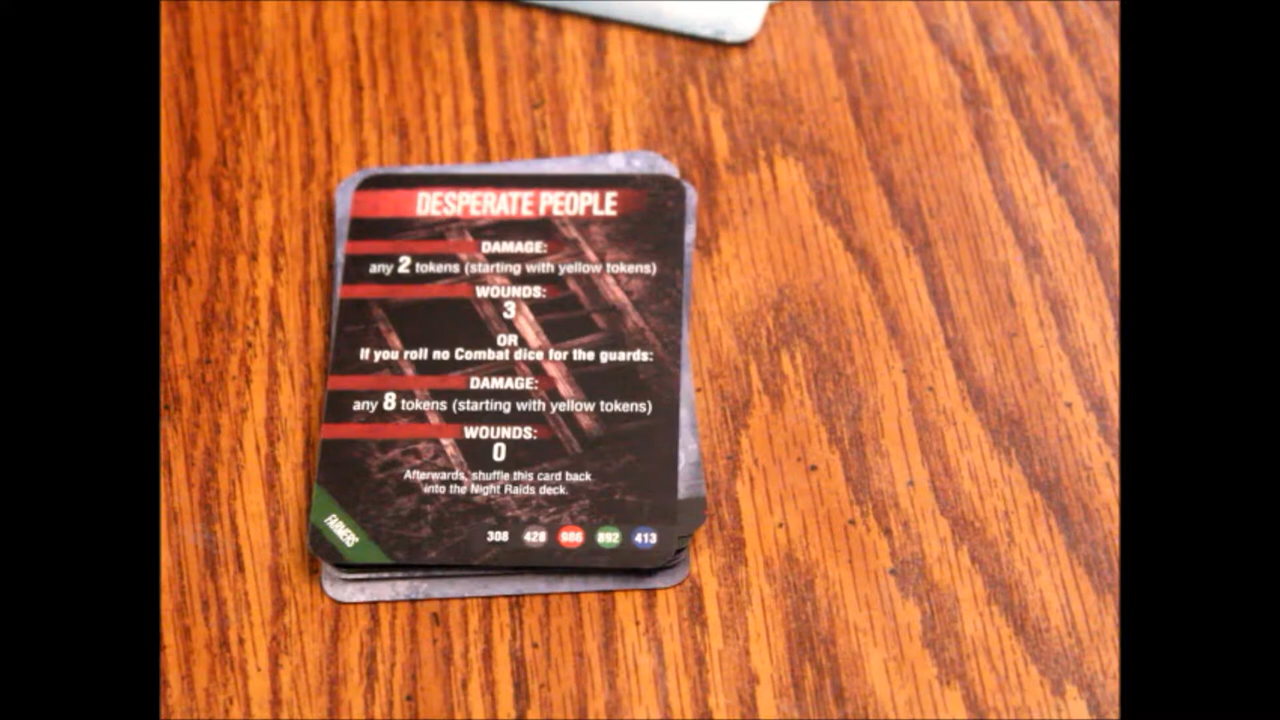 DESPERATE PEOPLE
DAMAGE:
any 2 tokens (starting with yellow tokens)
WOUNDS:
3
OR
If you roll no Combat dice for the guards:
DAMAGE:
any 8 tokens (starting with yellow tokens)
WOUNDS:
0
Afterwards, shuffle this card back
into the Night Raids deck.
FARMERS
308 428 986 892 413